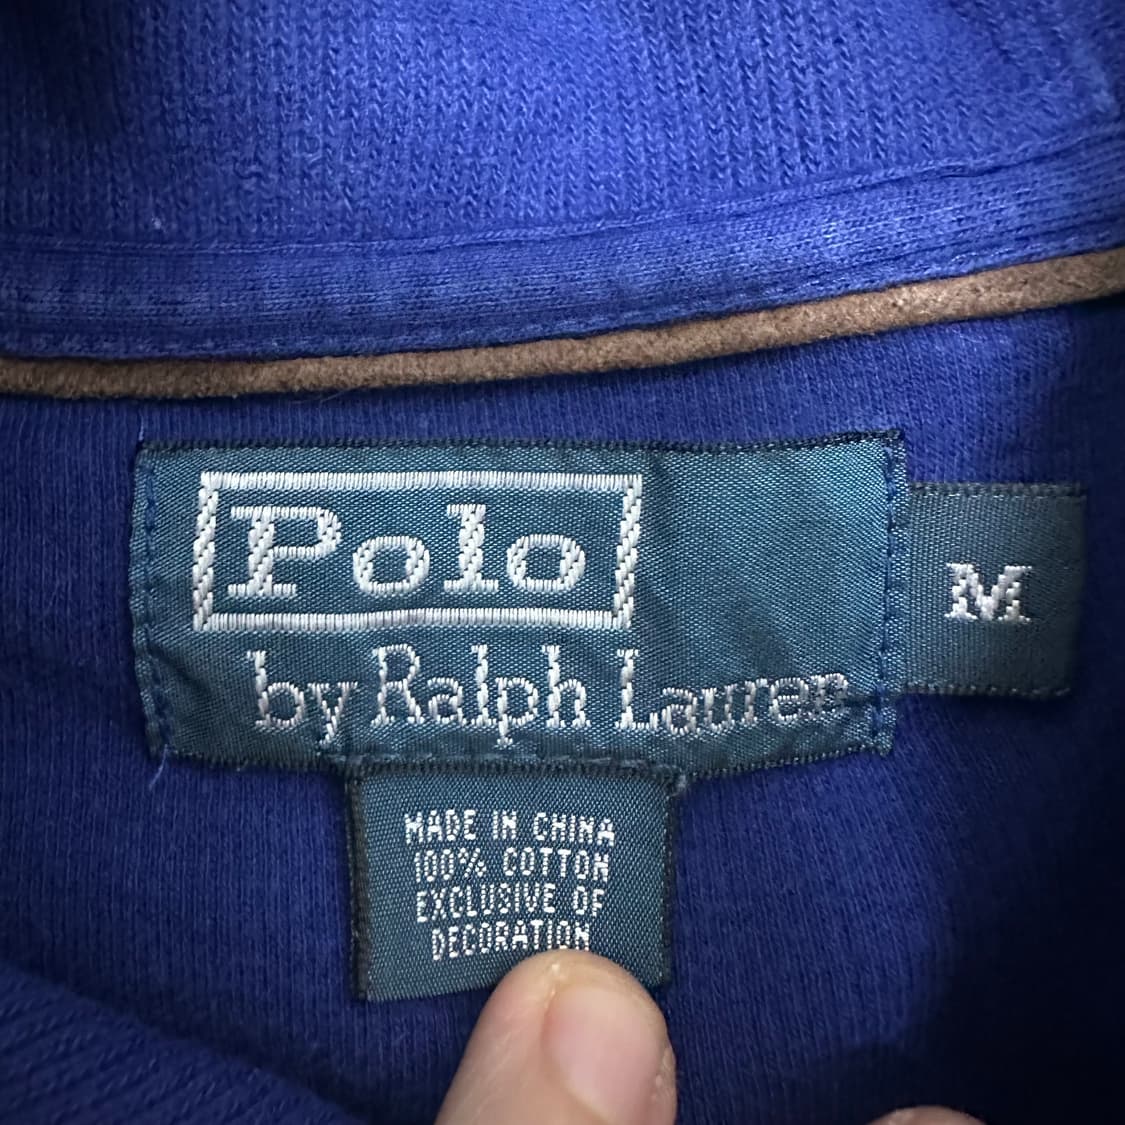 Polo
by Ralph Lauren
M
MADE IN CHINA
100% COTTON
EXCLUSIVE OF
DECORATION